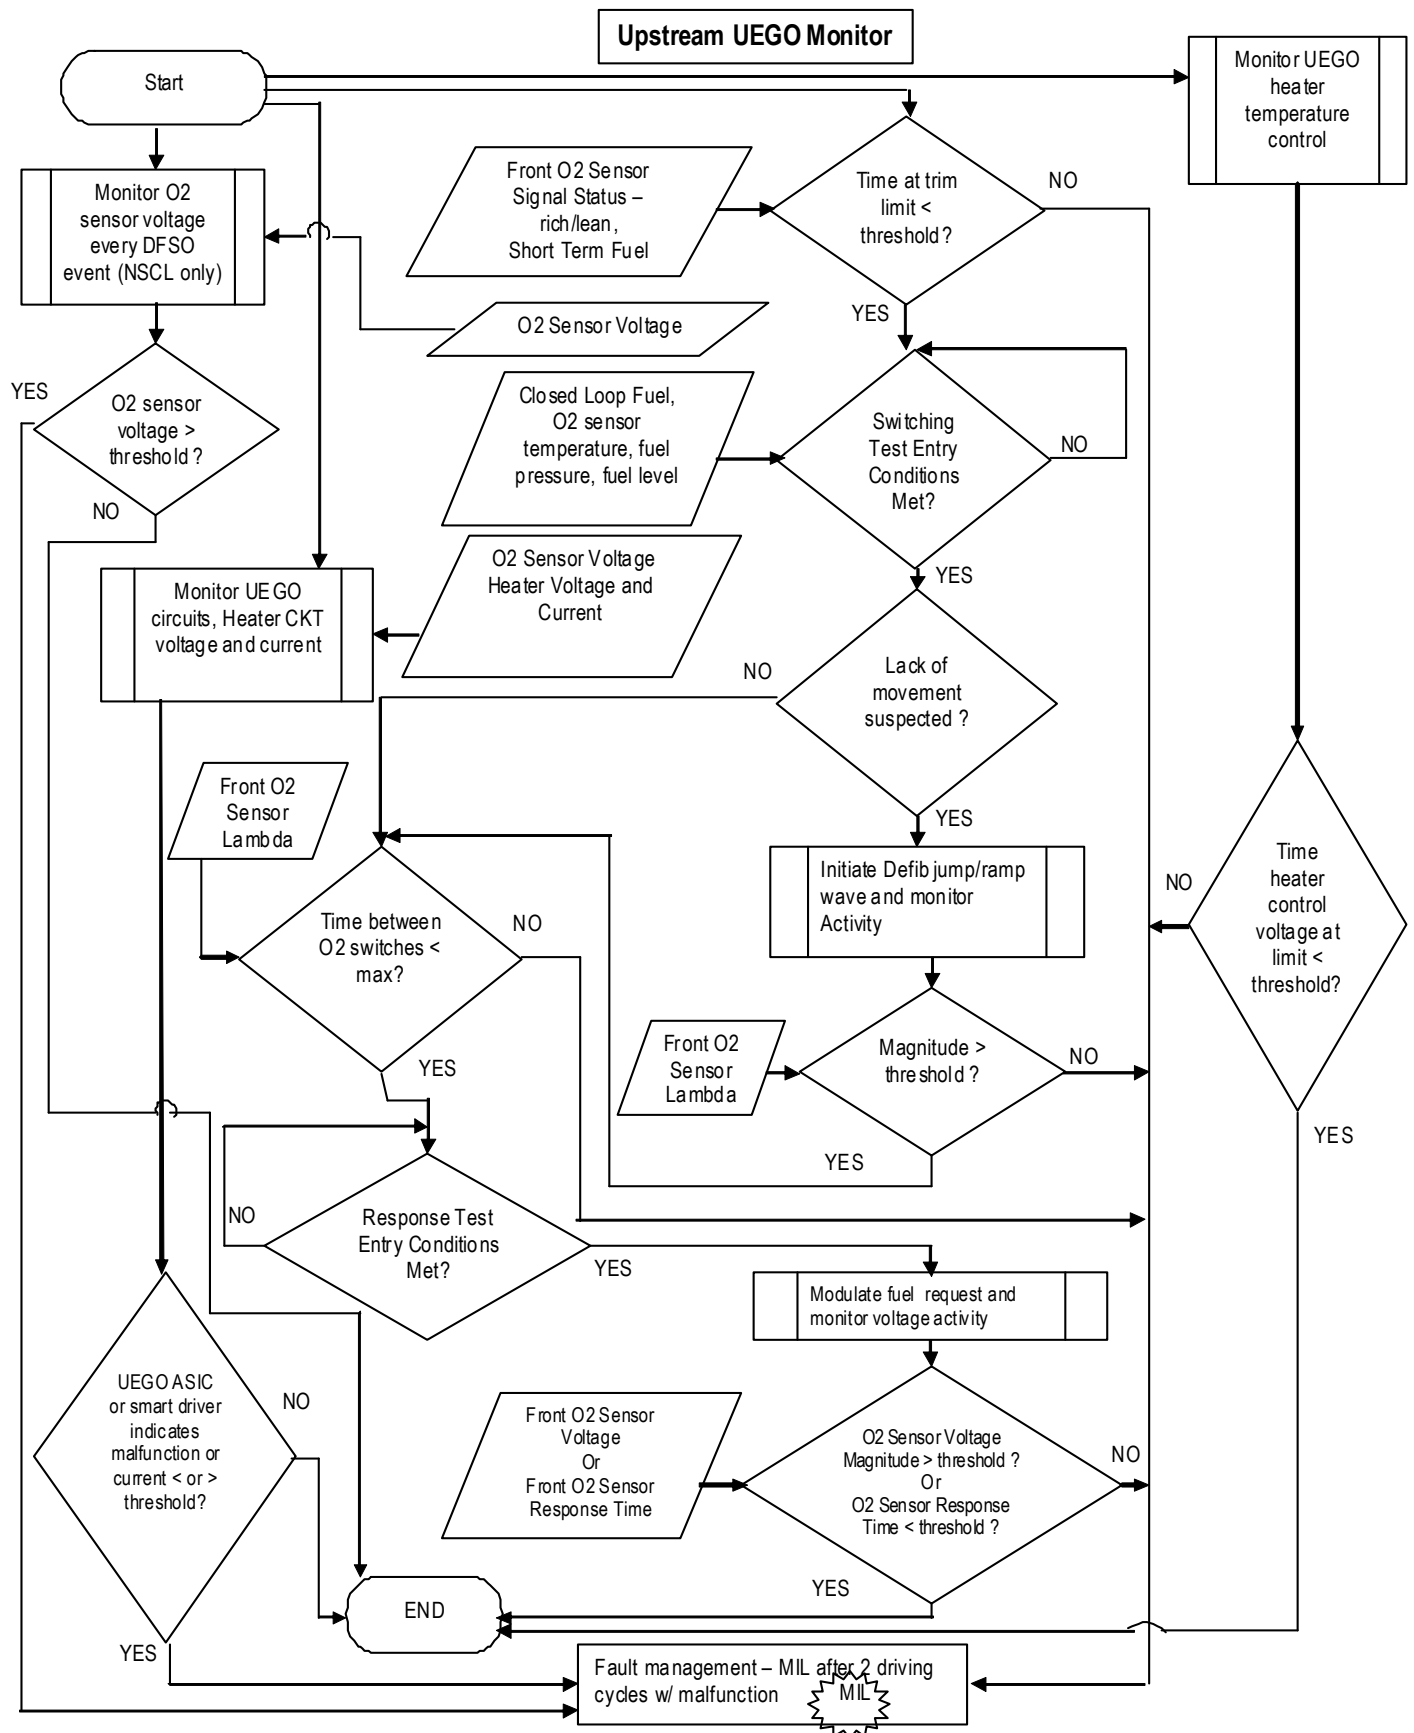 Upstream UEGO Monitor
Start
Monitor UEGO
heater
temperature
control
Monitor O2
sensor voltage
every DFSO
event (NSCL only)
Front O2 Sensor
Signal Status –
rich/lean,
Short Term Fuel
Time at trim
limit <
threshold?
NO
YES
O2 Sensor Voltage
YES
O2 sensor
voltage >
threshold ?
NO
Closed Loop Fuel,
O2 sensor
temperature, fuel
pressure, fuel level
Switching
Test Entry
Conditions
Met?
NO
YES
O2 Sensor Voltage
Heater Voltage and
Current
Monitor UEGO
circuits, Heater CKT
voltage and current
NO
Lack of
movement
suspected ?
YES
Front O2
Sensor
Lambda
Initiate Defib jump/ramp
wave and monitor
Activity
NO
Time
heater
control
voltage at
limit <
threshold?
YES
Time between
O2 switches <
max?
NO
YES
Front O2
Sensor
Lambda
Magnitude >
threshold ?
NO
YES
NO
Response Test
Entry Conditions
Met?
YES
Modulate fuel request and
monitor voltage activity
UEGO ASIC
or smart driver
indicates
malfunction or
current < or >
threshold?
NO
YES
Front O2 Sensor
Voltage
Or
Front O2 Sensor
Response Time
O2 Sensor Voltage
Magnitude > threshold ?
Or
O2 Sensor Response
Time < threshold ?
NO
YES
END
Fault management – MIL after 2 driving
cycles w/ malfunction
MIL